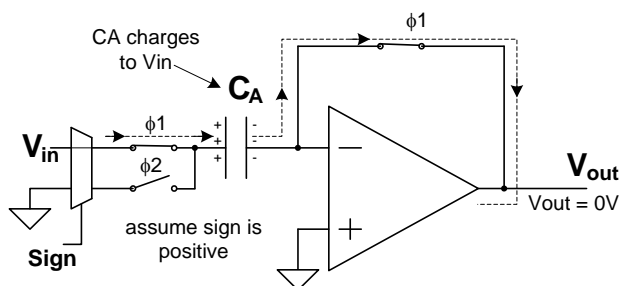 CA charges
to Vin
CA
ϕ1
Vin
ϕ1
ϕ2
+ -
+ -
+ -
−
+
Vout
Vout = 0V
assume sign is
positive
Sign